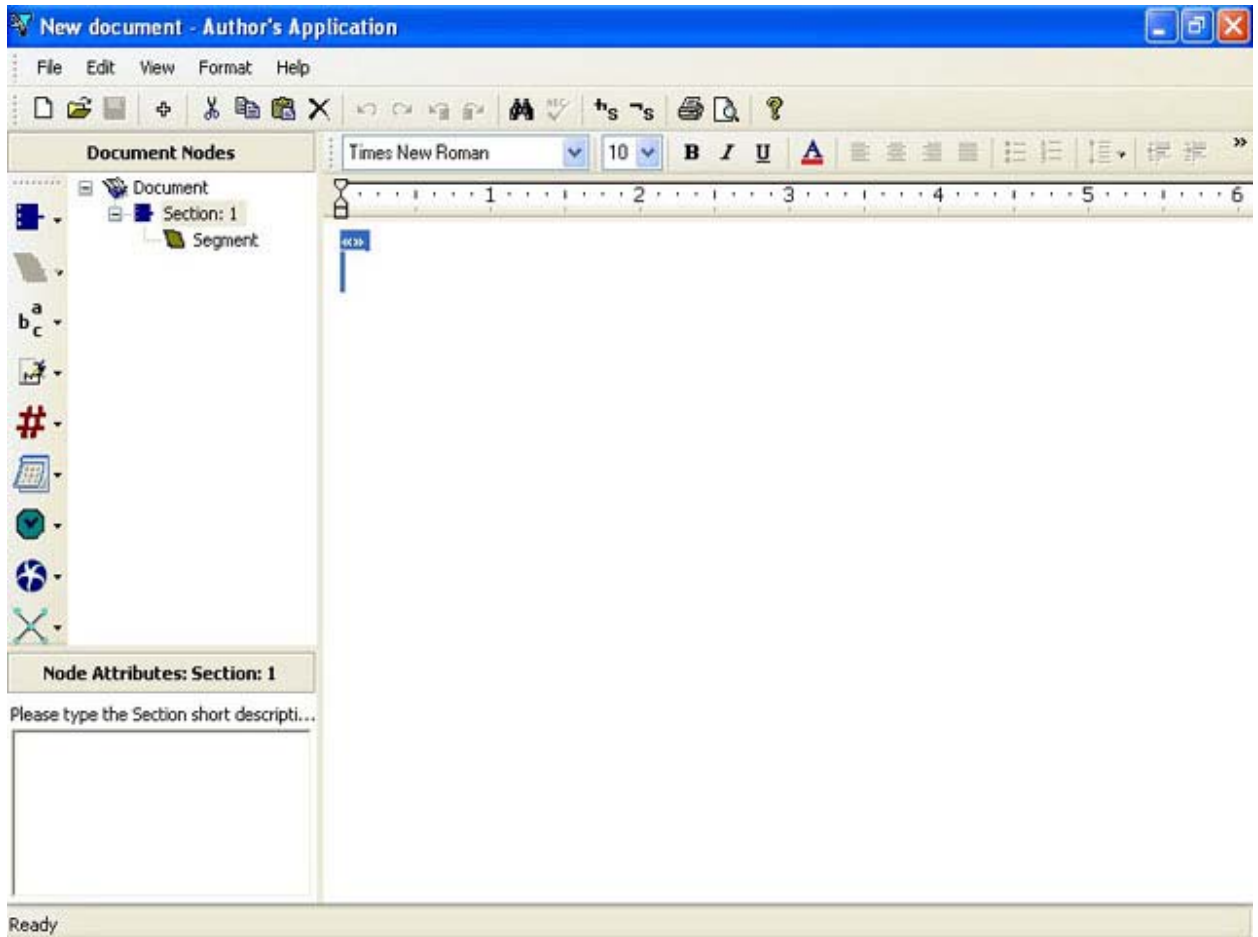 New document - Author's Application
File Edit View Format Help
Document Nodes
Times New Roman 10 B I U A »
Document
Section: 1
Segment
1 2 3 4 5 6
«»
b a c
#
Node Attributes: Section: 1
Please type the Section short descripti...
Ready